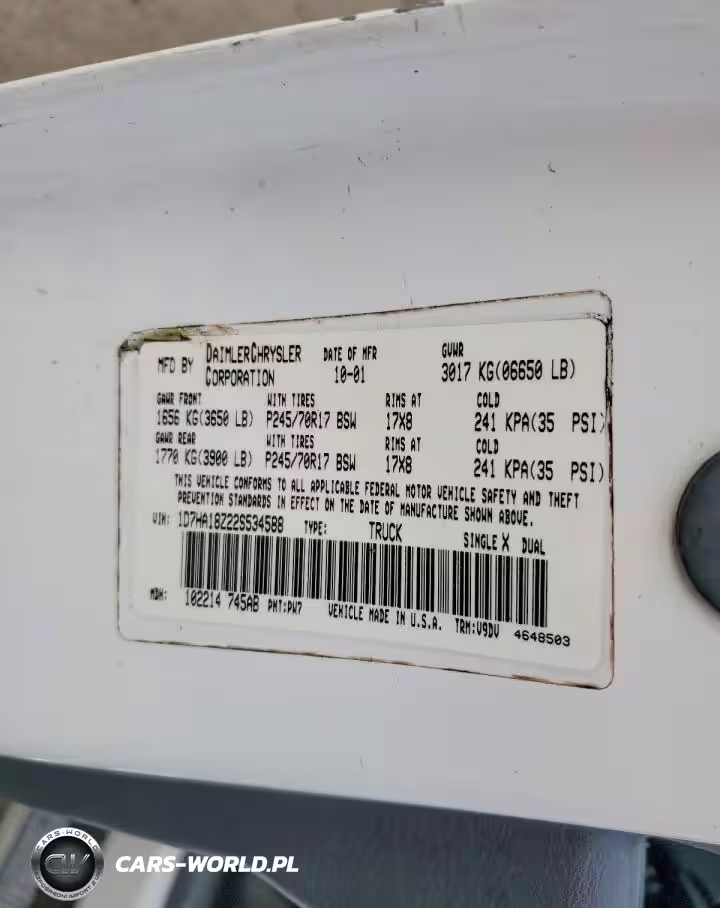 MFD BY DAIMLERCHRYSLER CORPORATION DATE OF MFR 10-01 GVWR 3017 KG(06650 LB)
GAWR FRONT WITH TIRES RIMS AT COLD
1656 KG(3650 LB) P245/70R17 BSW 17X8 241 KPA(35 PSI)
GAWR REAR WITH TIRES RIMS AT COLD
1770 KG(3900 LB) P245/70R17 BSW 17X8 241 KPA(35 PSI)
THIS VEHICLE CONFORMS TO ALL APPLICABLE FEDERAL MOTOR VEHICLE SAFETY AND THEFT
PREVENTION STANDARDS IN EFFECT ON THE DATE OF MANUFACTURE SHOWN ABOVE.
VIN: 1D7HA18Z22S534588 TYPE: TRUCK SINGLE X DUAL
MDH: 102214 745AB PNT:PW7 VEHICLE MADE IN U.S.A. TRM:V9DV 4648503
CARS-WORLD
CW
CARS-WORLD.PL